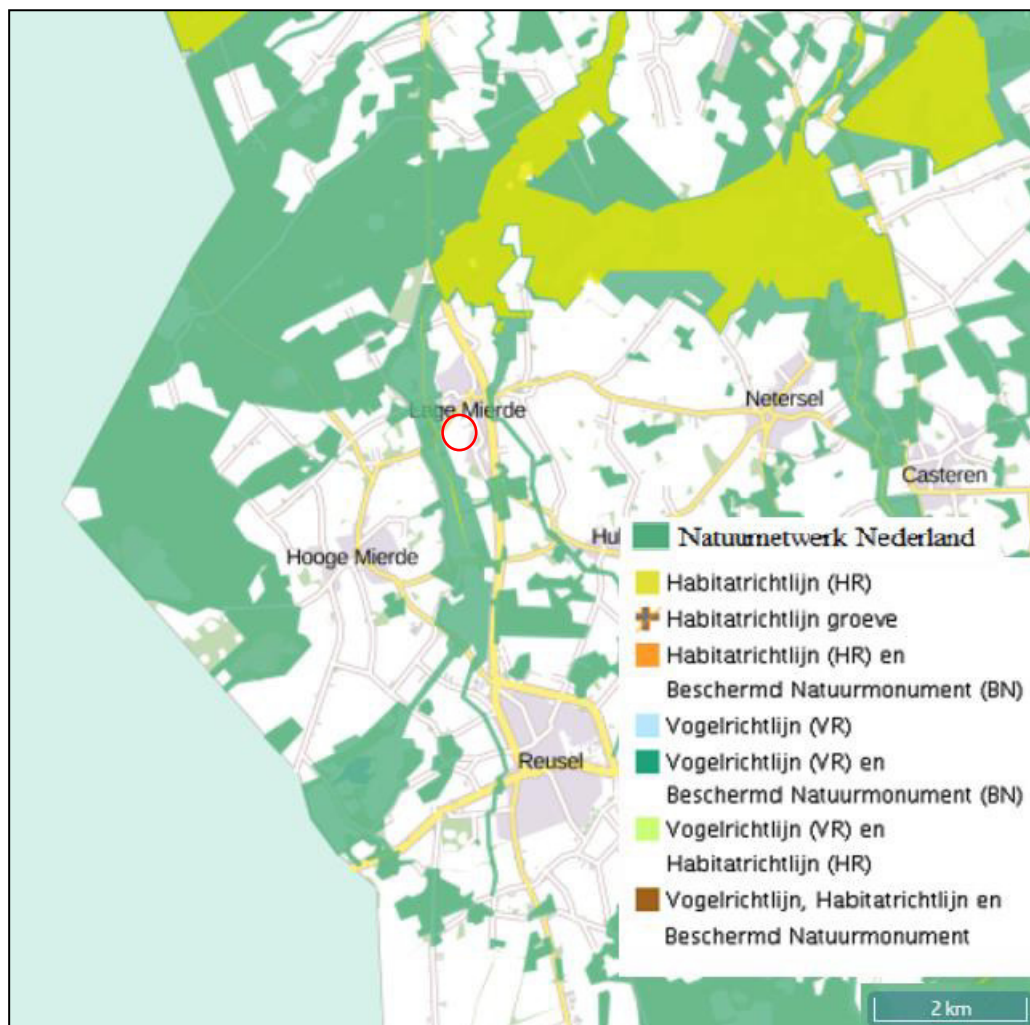 Lage Mierde
Netersel
Casteren
Hooge Mierde
Hul
Reusel
Natuurnetwerk Nederland
Habitatrichtlijn (HR)
Habitatrichtlijn groeve
Habitatrichtlijn (HR) en
Beschermd Natuurmonument (BN)
Vogelrichtlijn (VR)
Vogelrichtlijn (VR) en
Beschermd Natuurmonument (BN)
Vogelrichtlijn (VR) en
Habitatrichtlijn (HR)
Vogelrichtlijn, Habitatrichtlijn en
Beschermd Natuurmonument
2 km